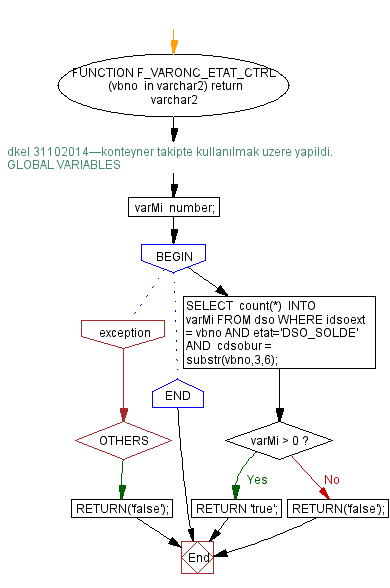 FUNCTION F_VARONC_ETAT_CTRL
(vbno in varchar2) return
varchar2
dkel 31102014—konteyner takipte kullanılmak uzere yapildi.
GLOBAL VARIABLES
varMi number;
BEGIN
SELECT count(*) INTO
varMi FROM dso WHERE idsoext
= vbno AND etat='DSO_SOLDE'
AND cdsobur =
substr(vbno,3,6);
exception
END
OTHERS
varMi > 0 ?
Yes
No
RETURN('false');
RETURN 'true';
RETURN('false');
End